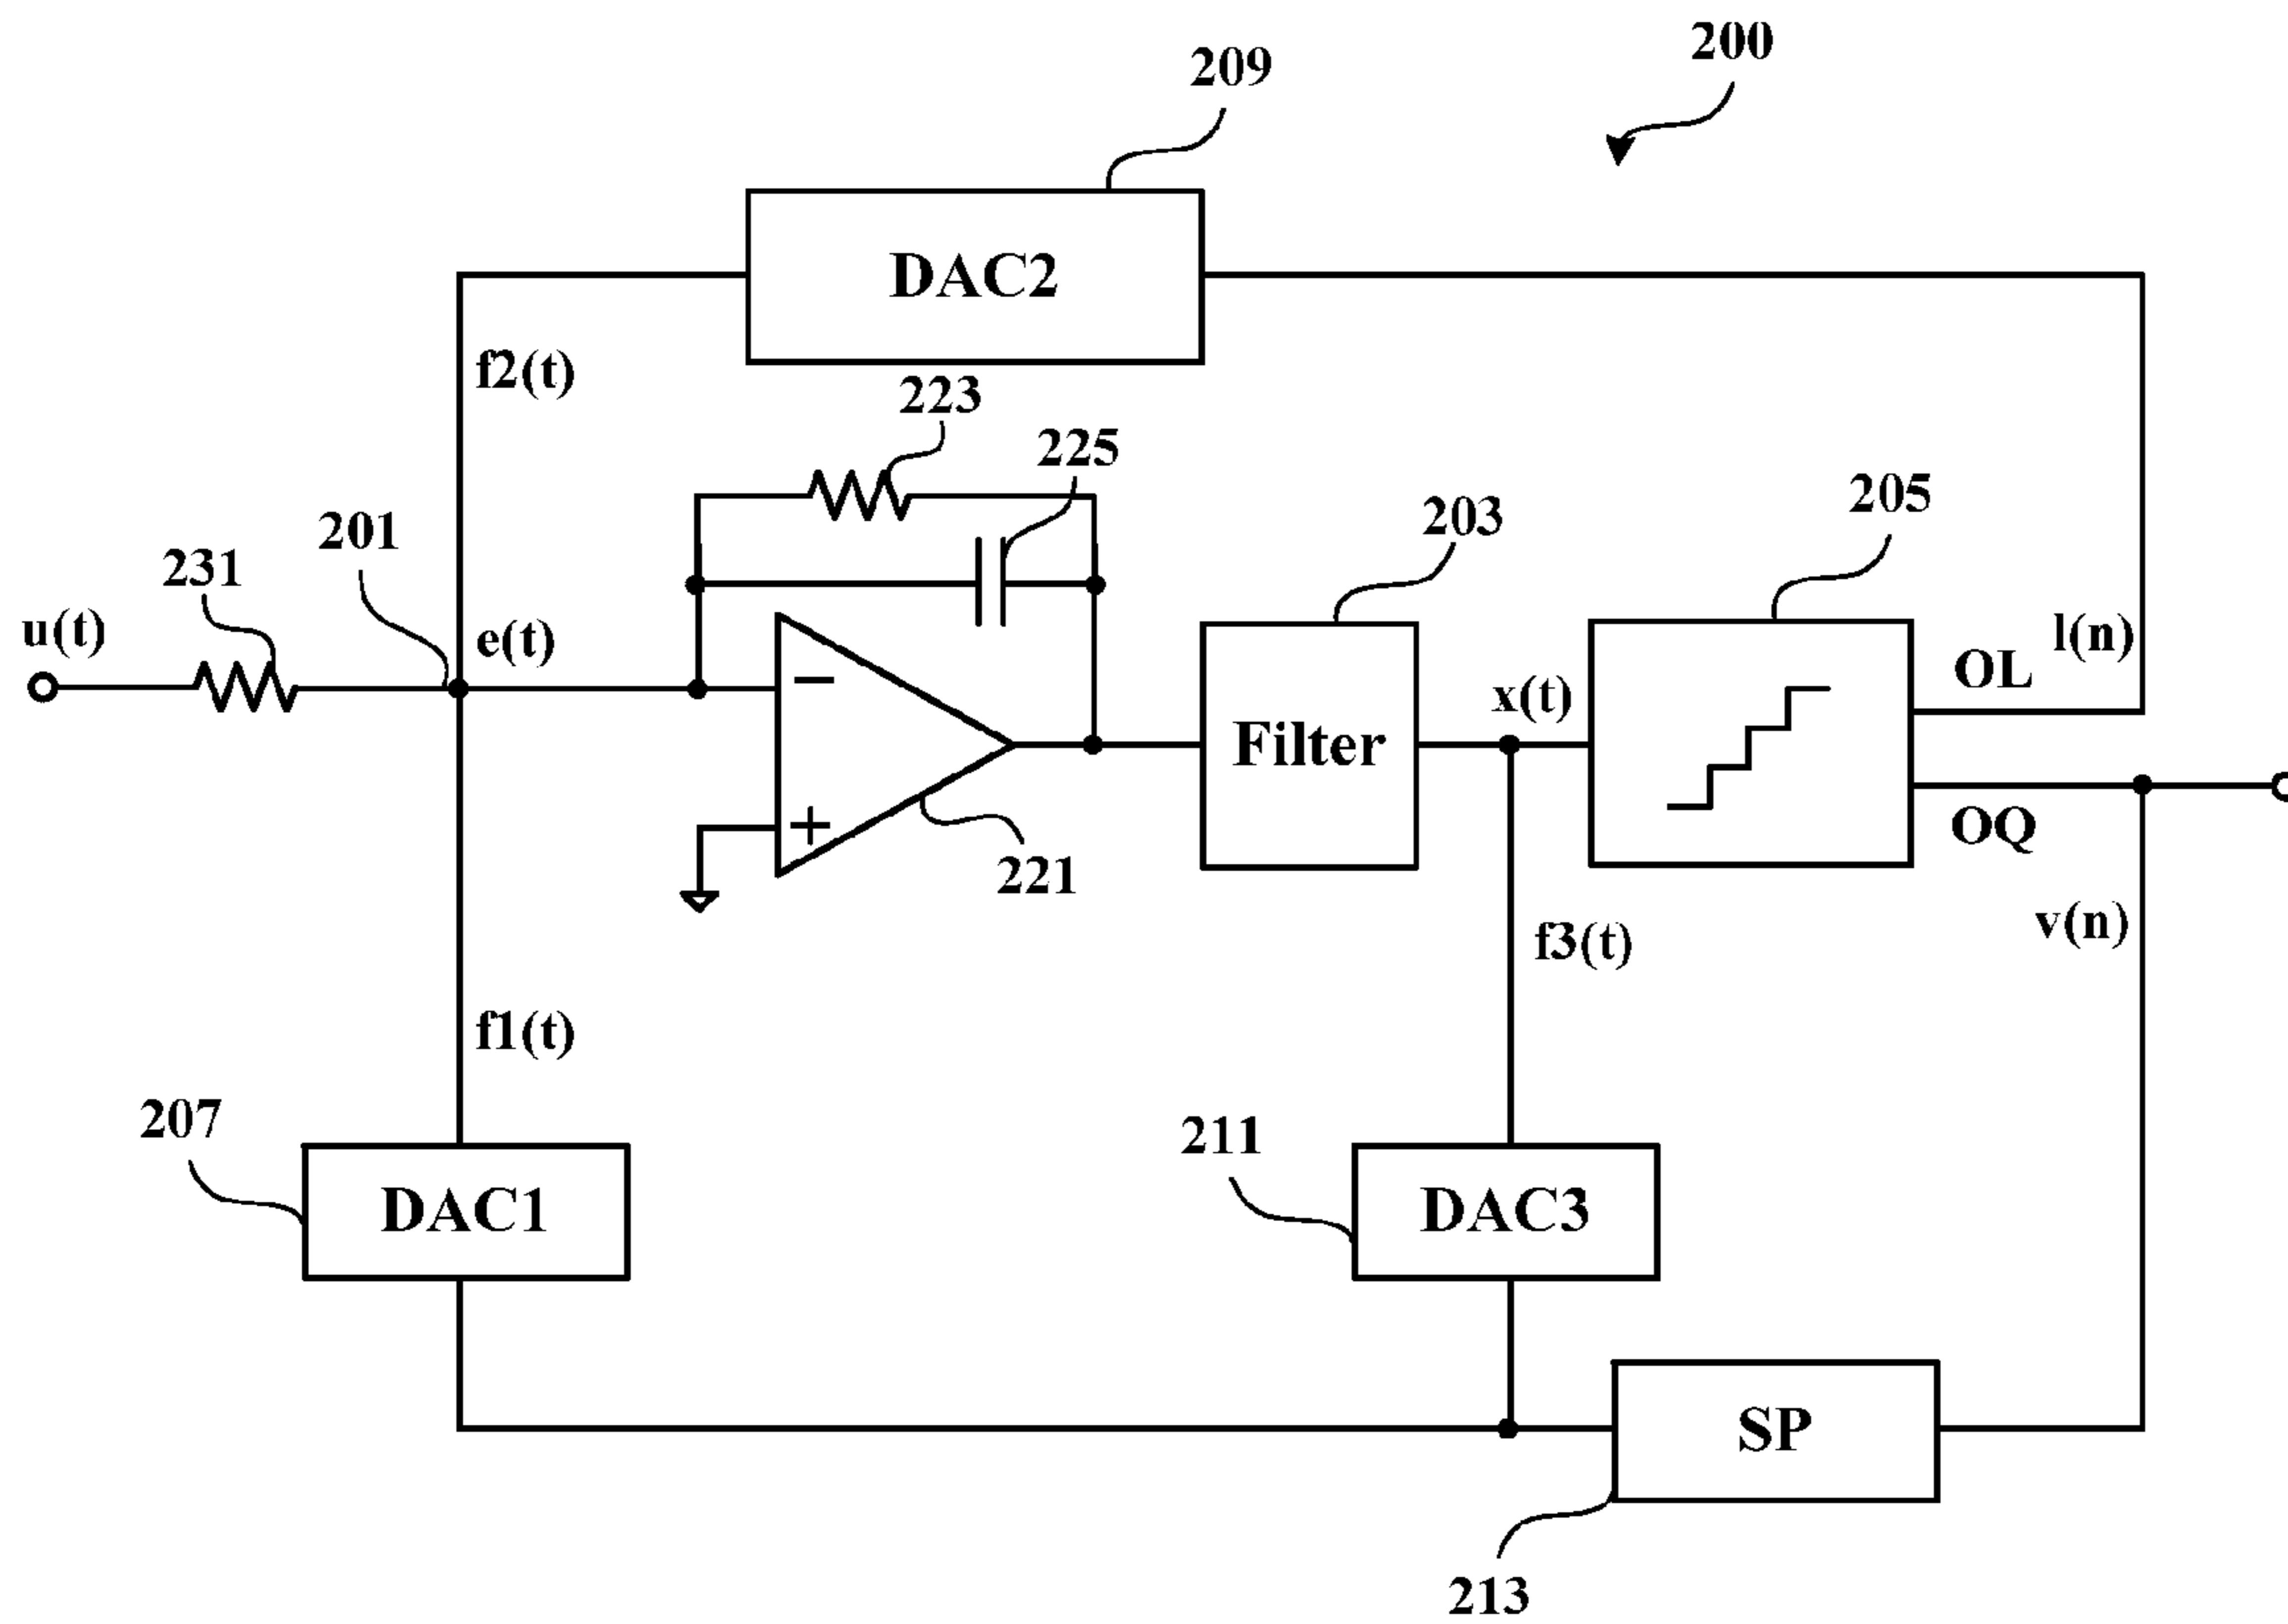 200
209
DAC2
f2(t)
223
225
205
203
201
231
u(t)
e(t)
l(n)
OL
x(t)
Filter
−
+
OQ
221
v(n)
f3(t)
f1(t)
207
211
DAC1
DAC3
SP
213